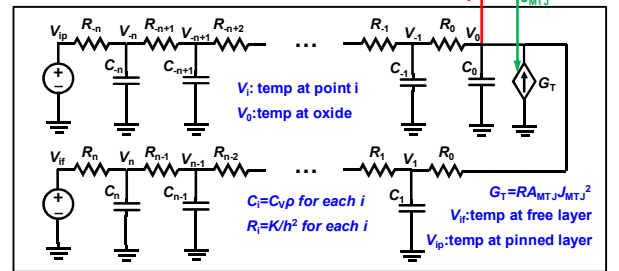 MTJ
V_ip R_-n V_-n R_-n+1 V_-n+1 R_-n+2 ... R_-1 V_-1 R_0 V_0
C_-n C_-n+1 C_-1 C_0 G_T
V_i: temp at point i
V_0:temp at oxide
V_if R_n V_n R_n-1 V_n-1 R_n-2 ... R_1 V_1 R_0
C_n C_n-1 C_1
C_i=C_Vρ for each i
R_i=K/h² for each i
G_T=RA_MTJJ_MTJ²
V_if:temp at free layer
V_ip:temp at pinned layer